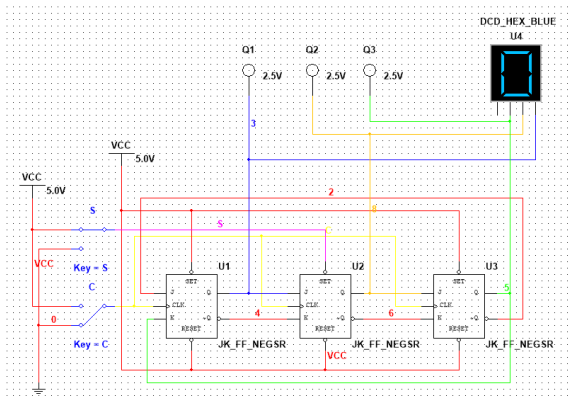 DCD_HEX_BLUE
U4
Q1
Q2
Q3
2.5V
2.5V
2.5V
3
VCC
5.0V
VCC
5.0V
2
8
S
S
VCC
Key = S
C
0
Key = C
U1
U2
U3
SET
SET
SET
J
Q
J
Q
J
Q
5
CLK
CLK
CLK
K
~Q
K
~Q
K
~Q
4
6
RESET
RESET
RESET
JK_FF_NEGSR
JK_FF_NEGSR
JK_FF_NEGSR
VCC